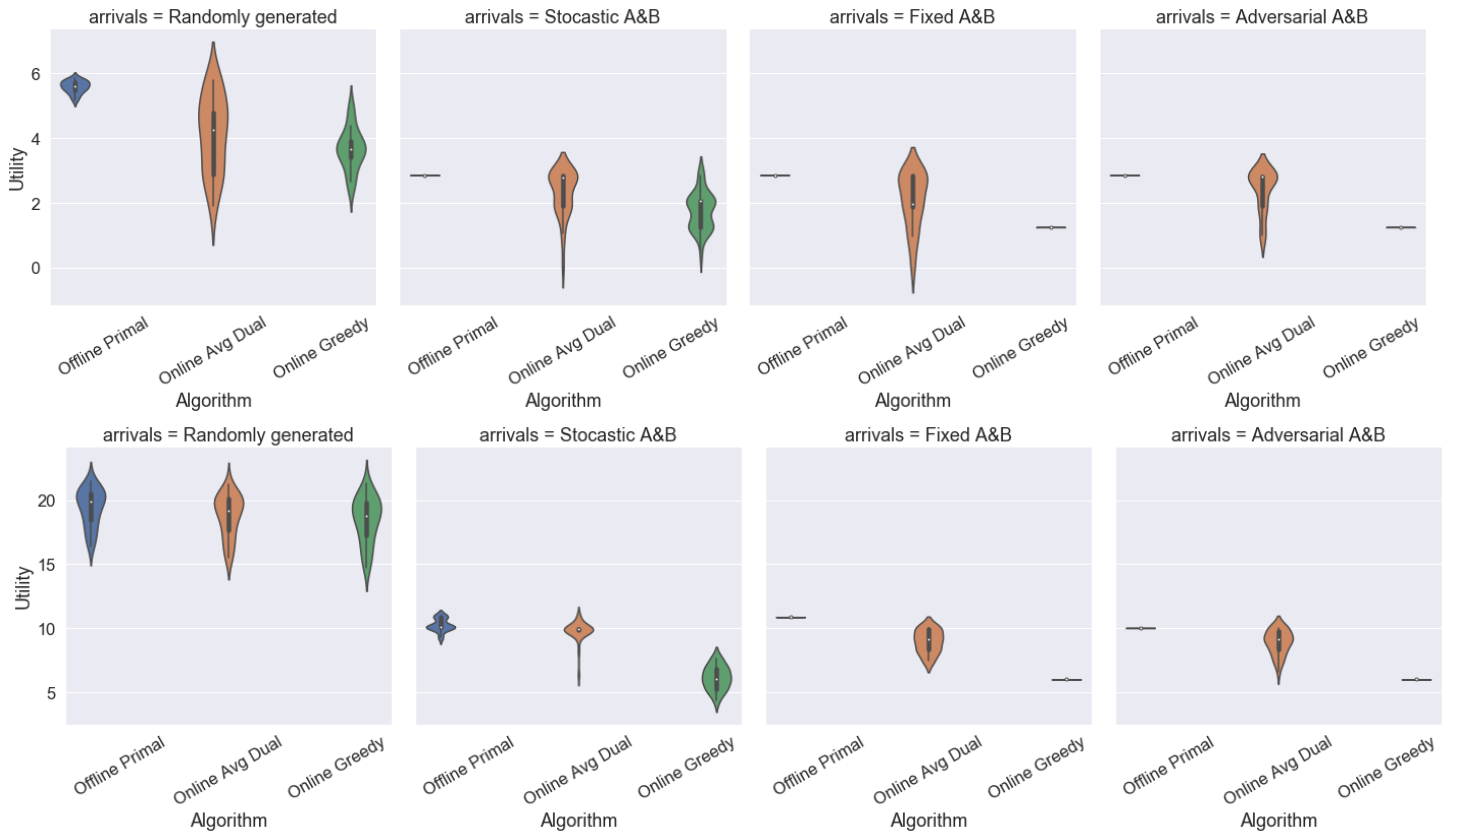 arrivals = Randomly generated
arrivals = Stocastic A&B
arrivals = Fixed A&B
arrivals = Adversarial A&B
Utility
6
4
2
0
Offline Primal
Online Avg Dual
Online Greedy
Offline Primal
Online Avg Dual
Online Greedy
Offline Primal
Online Avg Dual
Online Greedy
Offline Primal
Online Avg Dual
Online Greedy
Algorithm
Algorithm
Algorithm
Algorithm
arrivals = Randomly generated
arrivals = Stocastic A&B
arrivals = Fixed A&B
arrivals = Adversarial A&B
Utility
20
15
10
5
Offline Primal
Online Avg Dual
Online Greedy
Offline Primal
Online Avg Dual
Online Greedy
Offline Primal
Online Avg Dual
Online Greedy
Offline Primal
Online Avg Dual
Online Greedy
Algorithm
Algorithm
Algorithm
Algorithm